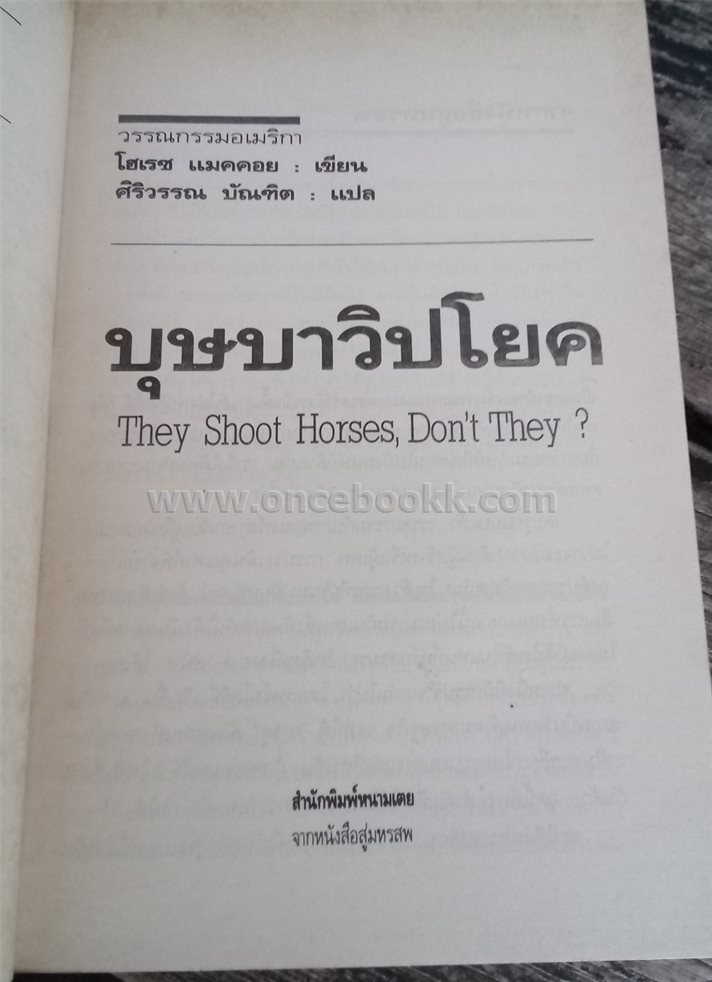 วรรณกรรมอเมริกา
โฮเรซ แมคคอย : เขียน
ศิริวรรณ บัณฑิต : แปล
บุษบาวิปโยค
They Shoot Horses, Don't They ?
www.oncebookk.com
สำนักพิมพ์หนามเตย
จากหนังสือสู่มหรสพ